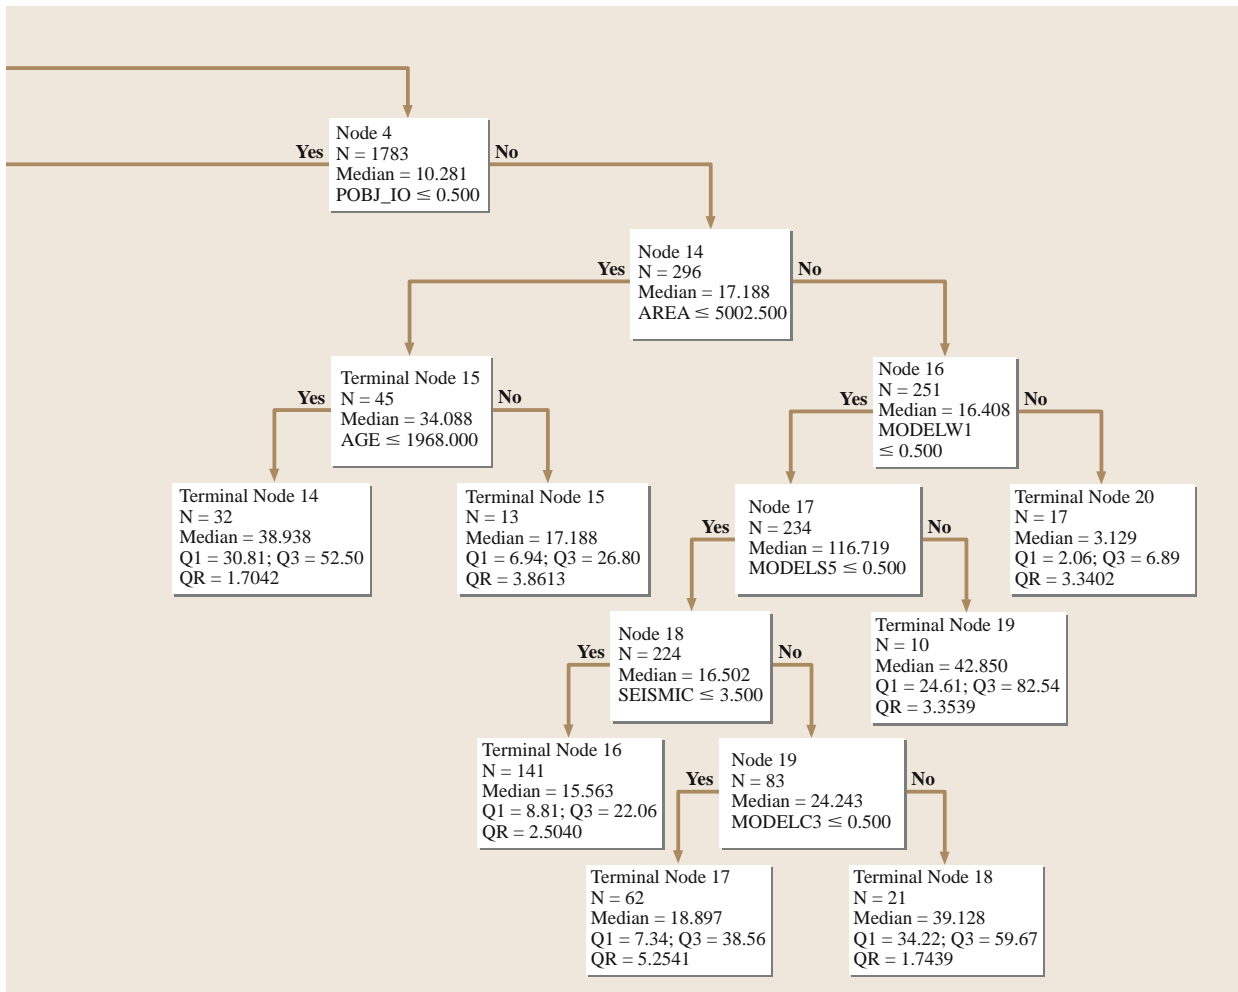 Node 4
Yes
N = 1783
No
Median = 10.281
POBJ_IO ≤ 0.500
Node 14
Yes
N = 296
No
Median = 17.188
AREA ≤ 5002.500
Terminal Node 15
Yes
N = 45
No
Median = 34.088
AGE ≤ 1968.000
Node 16
Yes
N = 251
No
Median = 16.408
MODELW1
≤ 0.500
Terminal Node 14
N = 32
Median = 38.938
Q1 = 30.81; Q3 = 52.50
QR = 1.7042
Terminal Node 15
N = 13
Median = 17.188
Q1 = 6.94; Q3 = 26.80
QR = 3.8613
Node 17
Yes
N = 234
No
Median = 116.719
MODELS5 ≤ 0.500
Terminal Node 20
N = 17
Median = 3.129
Q1 = 2.06; Q3 = 6.89
QR = 3.3402
Node 18
Yes
N = 224
No
Median = 16.502
SEISMIC ≤ 3.500
Terminal Node 19
N = 10
Median = 42.850
Q1 = 24.61; Q3 = 82.54
QR = 3.3539
Terminal Node 16
N = 141
Median = 15.563
Q1 = 8.81; Q3 = 22.06
QR = 2.5040
Node 19
Yes
N = 83
No
Median = 24.243
MODELC3 ≤ 0.500
Terminal Node 17
N = 62
Median = 18.897
Q1 = 7.34; Q3 = 38.56
QR = 5.2541
Terminal Node 18
N = 21
Median = 39.128
Q1 = 34.22; Q3 = 59.67
QR = 1.7439